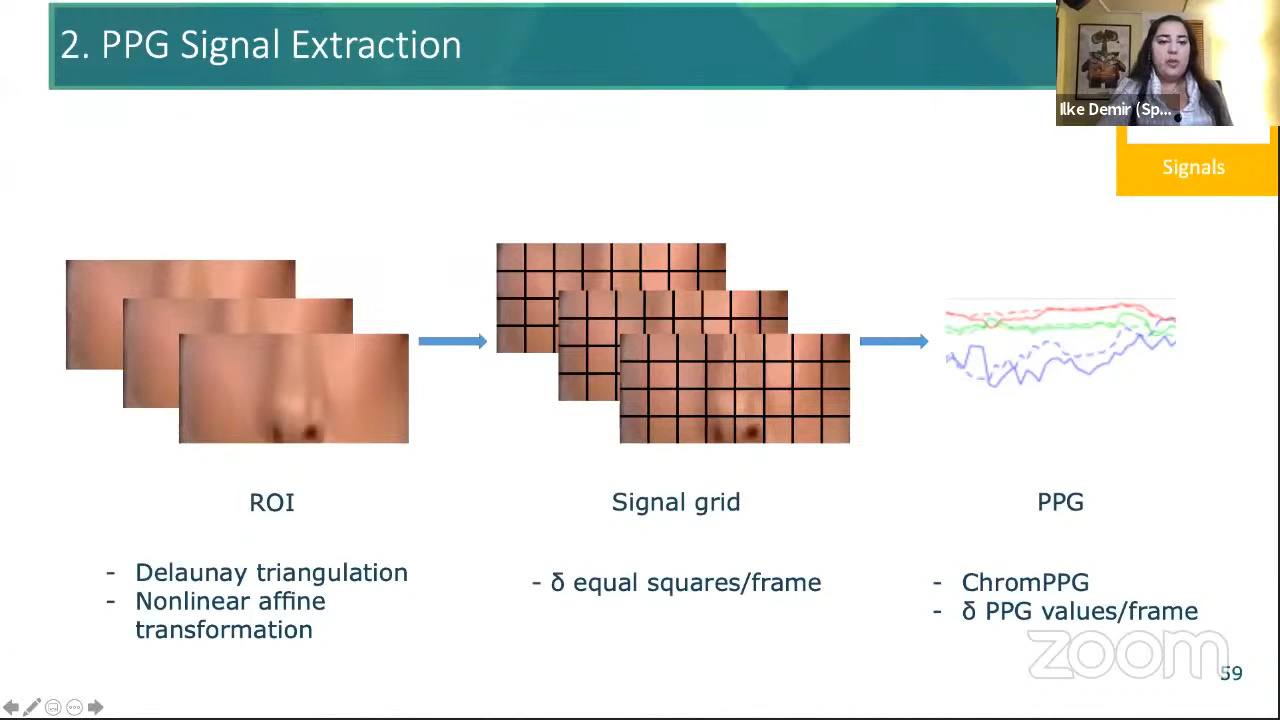 2. PPG Signal Extraction
Ilke Demir (Sp...
Signals
ROI
Signal grid
PPG
- Delaunay triangulation
- Nonlinear affine
transformation
- δ equal squares/frame
- ChromPPG
- δ PPG values/frame
zoom
59